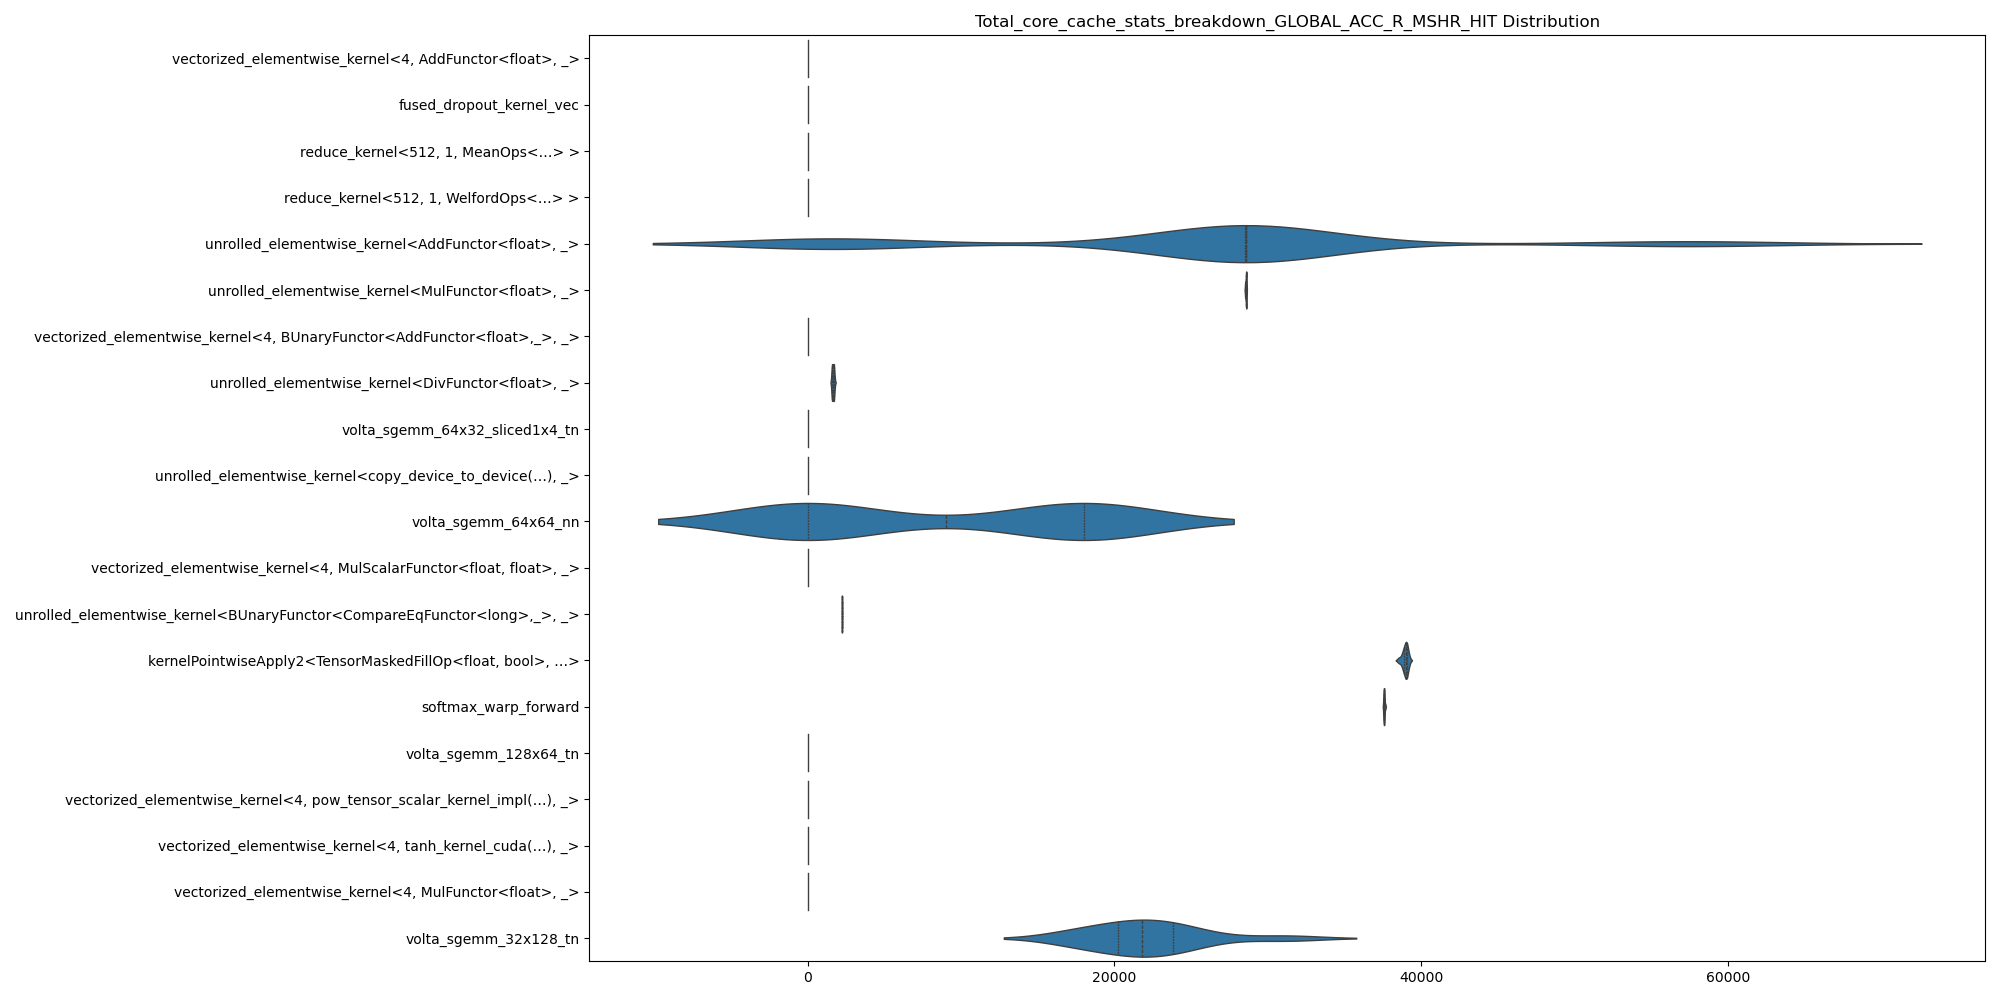 Total_core_cache_stats_breakdown_GLOBAL_ACC_R_MSHR_HIT Distribution
vectorized_elementwise_kernel<4, AddFunctor<float>, _>
fused_dropout_kernel_vec
reduce_kernel<512, 1, MeanOps<...> >
reduce_kernel<512, 1, WelfordOps<...> >
unrolled_elementwise_kernel<AddFunctor<float>, _>
unrolled_elementwise_kernel<MulFunctor<float>, _>
vectorized_elementwise_kernel<4, BUnaryFunctor<AddFunctor<float>,_>, _>
unrolled_elementwise_kernel<DivFunctor<float>, _>
volta_sgemm_64x32_sliced1x4_tn
unrolled_elementwise_kernel<copy_device_to_device(...), _>
volta_sgemm_64x64_nn
vectorized_elementwise_kernel<4, MulScalarFunctor<float, float>, _>
unrolled_elementwise_kernel<BUnaryFunctor<CompareEqFunctor<long>,_>, _>
kernelPointwiseApply2<TensorMaskedFillOp<float, bool>, ...>
softmax_warp_forward
volta_sgemm_128x64_tn
vectorized_elementwise_kernel<4, pow_tensor_scalar_kernel_impl(...), _>
vectorized_elementwise_kernel<4, tanh_kernel_cuda(...), _>
vectorized_elementwise_kernel<4, MulFunctor<float>, _>
volta_sgemm_32x128_tn
0 20000 40000 60000